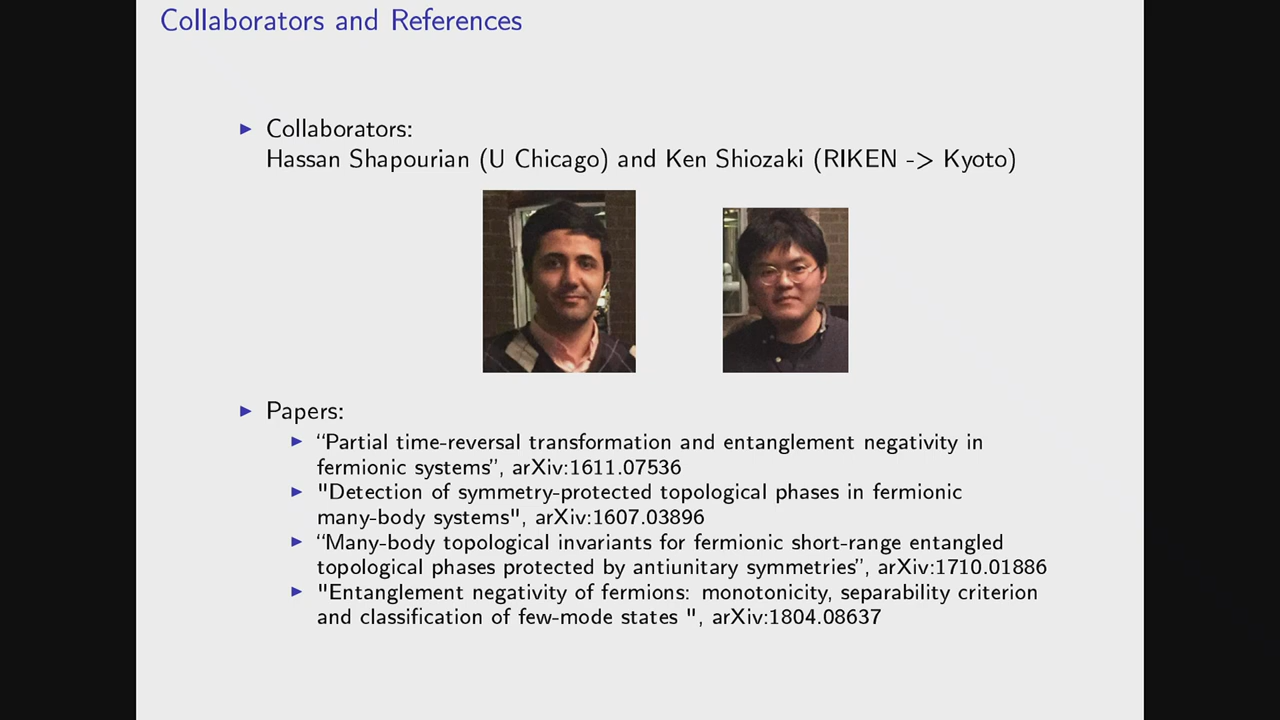 Collaborators and References
Collaborators:
Hassan Shapourian (U Chicago) and Ken Shiozaki (RIKEN -> Kyoto)
Papers:
“Partial time-reversal transformation and entanglement negativity in
fermionic systems”, arXiv:1611.07536
"Detection of symmetry-protected topological phases in fermionic
many-body systems", arXiv:1607.03896
“Many-body topological invariants for fermionic short-range entangled
topological phases protected by antiunitary symmetries”, arXiv:1710.01886
"Entanglement negativity of fermions: monotonicity, separability criterion
and classification of few-mode states ", arXiv:1804.08637